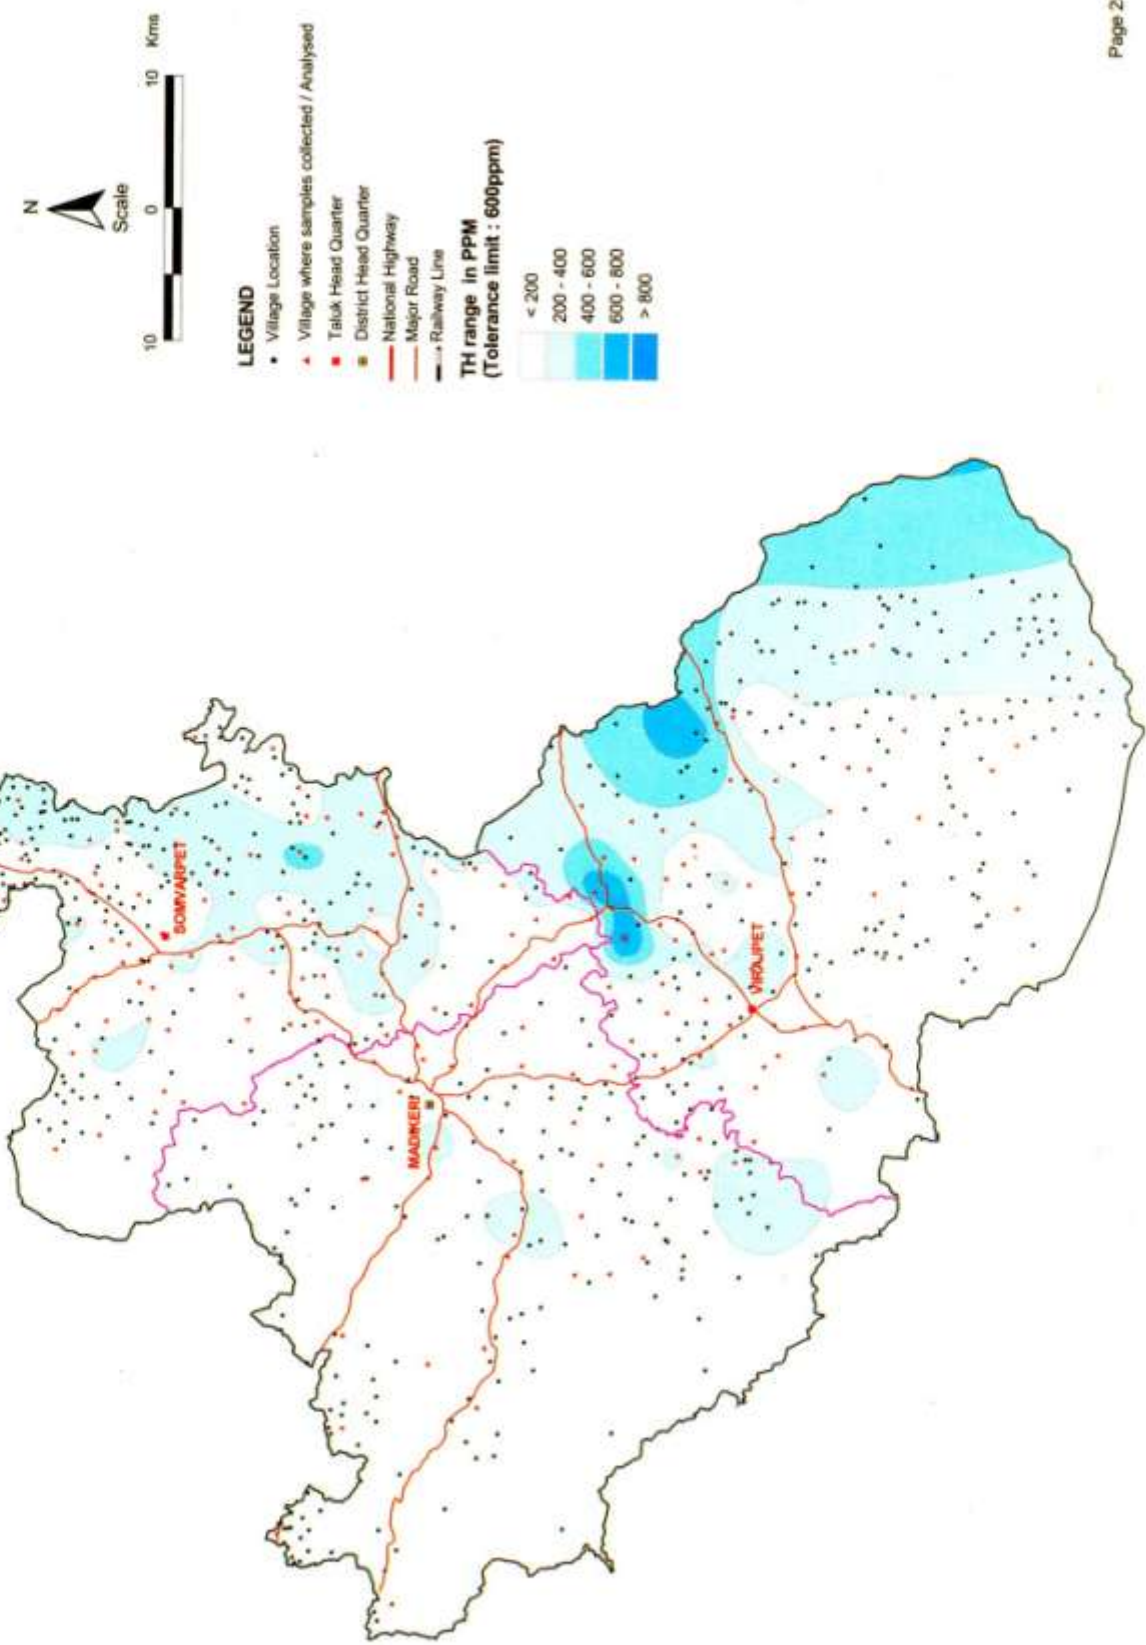 N
Scale
10 0 10 Kms
LEGEND
Village Location
Village where samples collected / Analysed
Taluk Head Quarter
District Head Quarter
National Highway
Major Road
Railway Line
TH range in PPM
(Tolerance limit : 600ppm)
< 200
200 - 400
400 - 600
600 - 800
> 800
SOMVARPET
MADIKERI
VIRAJPET
Page 2